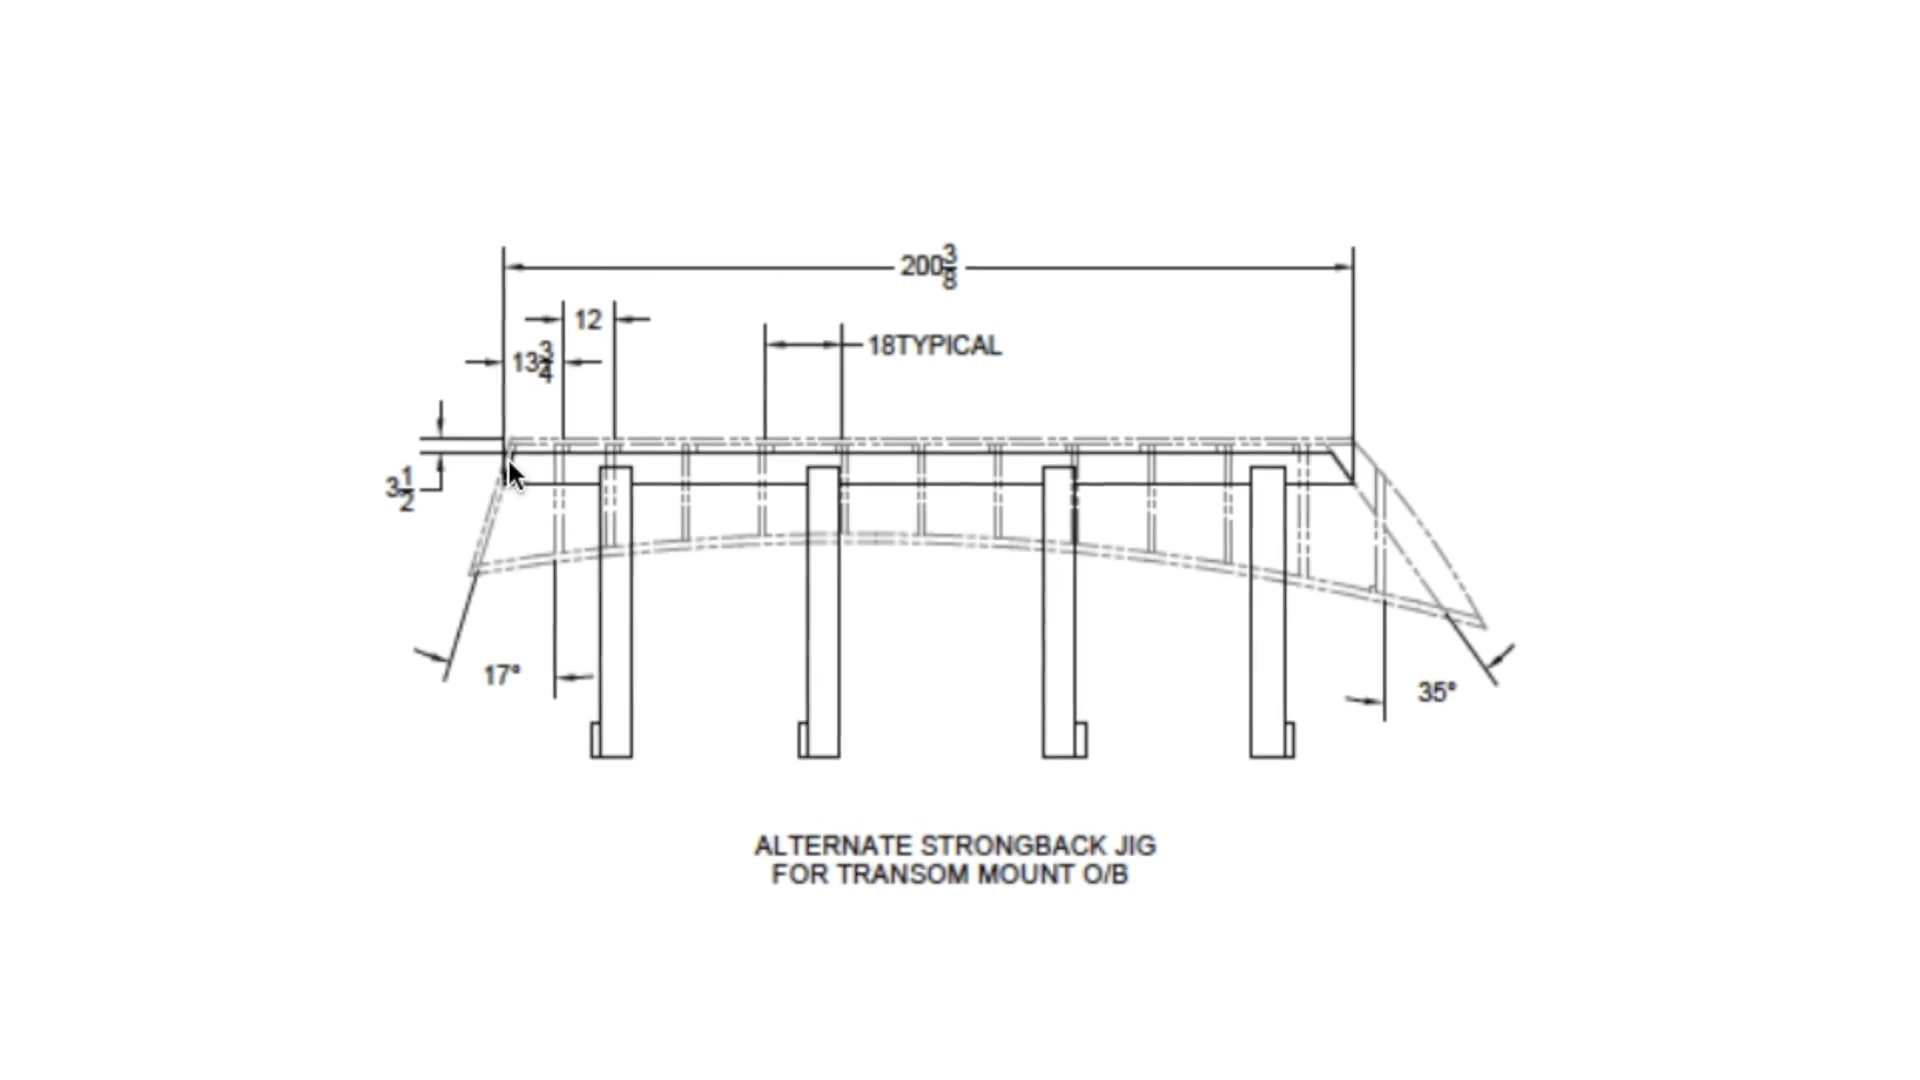 200 3/8
12
18TYPICAL
13 3/4
3 1/2
17°
35°
ALTERNATE STRONGBACK JIG
FOR TRANSOM MOUNT O/B